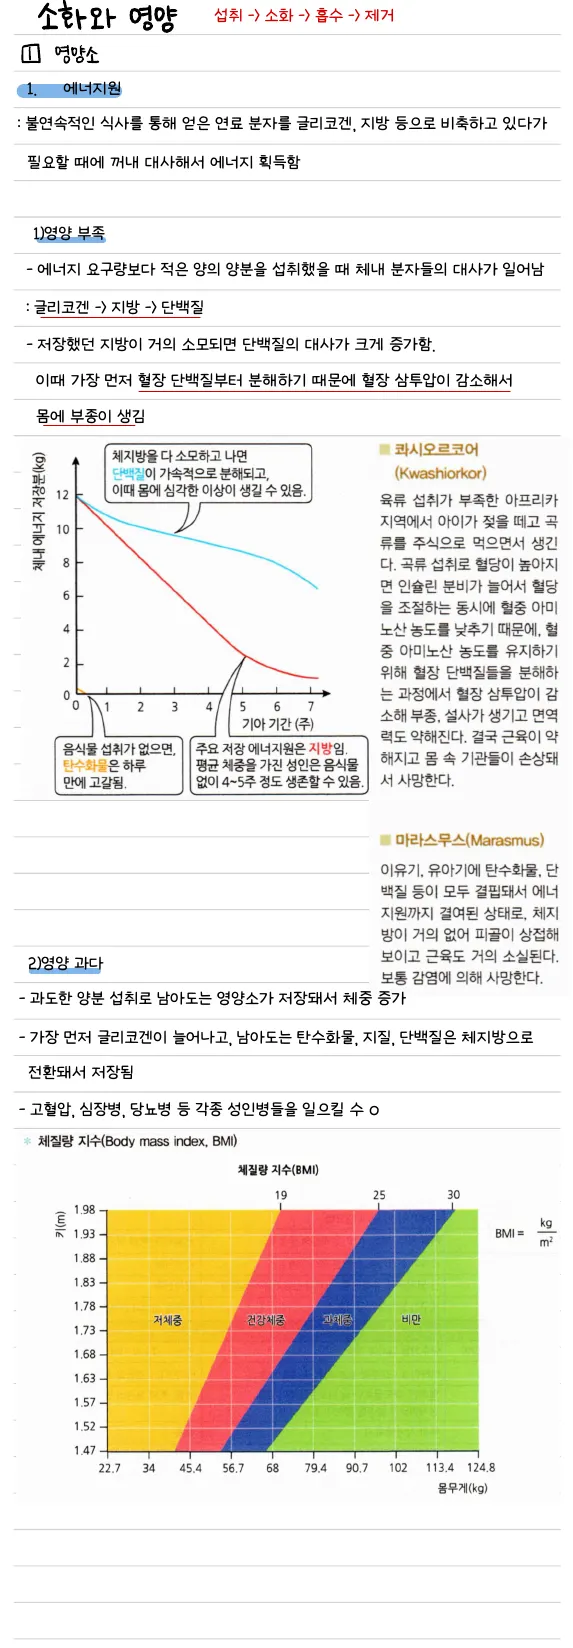 소화와 영양
섭취 -> 소화 -> 흡수 -> 제거
1 영양소
1. 에너지원
: 불연속적인 식사를 통해 얻은 연료 분자를 글리코겐, 지방 등으로 비축하고 있다가
필요할 때에 꺼내 대사해서 에너지 획득함
1)영양 부족
- 에너지 요구량보다 적은 양의 양분을 섭취했을 때 체내 분자들의 대사가 일어남
: 글리코겐 -> 지방 -> 단백질
- 저장했던 지방이 거의 소모되면 단백질의 대사가 크게 증가함.
이때 가장 먼저 혈장 단백질부터 분해하기 때문에 혈장 삼투압이 감소해서
몸에 부종이 생김
체내 에너지 저장분(kg)
12
10
8
6
4
2
0
0 1 2 3 4 5 6 7
기아 기간 (주)
체지방을 다 소모하고 나면
단백질이 가속적으로 분해되고,
이때 몸에 심각한 이상이 생길 수 있음.
음식물 섭취가 없으면,
탄수화물은 하루
만에 고갈됨.
주요 저장 에너지원은 지방임.
평균 체중을 가진 성인은 음식물
없이 4~5주 정도 생존할 수 있음.
콰시오르코어
(Kwashiorkor)
육류 섭취가 부족한 아프리카
지역에서 아이가 젖을 떼고 곡
류를 주식으로 먹으면서 생긴
다. 곡류 섭취로 혈당이 높아지
면 인슐린 분비가 늘어서 혈당
을 조절하는 동시에 혈중 아미
노산 농도를 낮추기 때문에, 혈
중 아미노산 농도를 유지하기
위해 혈장 단백질들을 분해하
는 과정에서 혈장 삼투압이 감
소해 부종, 설사가 생기고 면역
력도 약해진다. 결국 근육이 약
해지고 몸 속 기관들이 손상돼
서 사망한다.
마라스무스(Marasmus)
이유기, 유아기에 탄수화물, 단
백질 등이 모두 결핍돼서 에너
지원까지 결여된 상태로, 체지
방이 거의 없어 피골이 상접해
보이고 근육도 거의 소실된다.
보통 감염에 의해 사망한다.
2)영양 과다
- 과도한 양분 섭취로 남아도는 영양소가 저장돼서 체중 증가
- 가장 먼저 글리코겐이 늘어나고, 남아도는 탄수화물, 지질, 단백질은 체지방으로
전환돼서 저장됨
- 고혈압, 심장병, 당뇨병 등 각종 성인병들을 일으킬 수 o
* 체질량 지수(Body mass index, BMI)
체질량 지수(BMI)
19 25 30
키(m)
1.98
1.93
1.88
1.83
1.78
1.73
1.68
1.63
1.57
1.52
1.47
저체중 건강체중 과체중 비만
BMI = kg
m²
22.7 34 45.4 56.7 68 79.4 90.7 102 113.4 124.8
몸무게(kg)